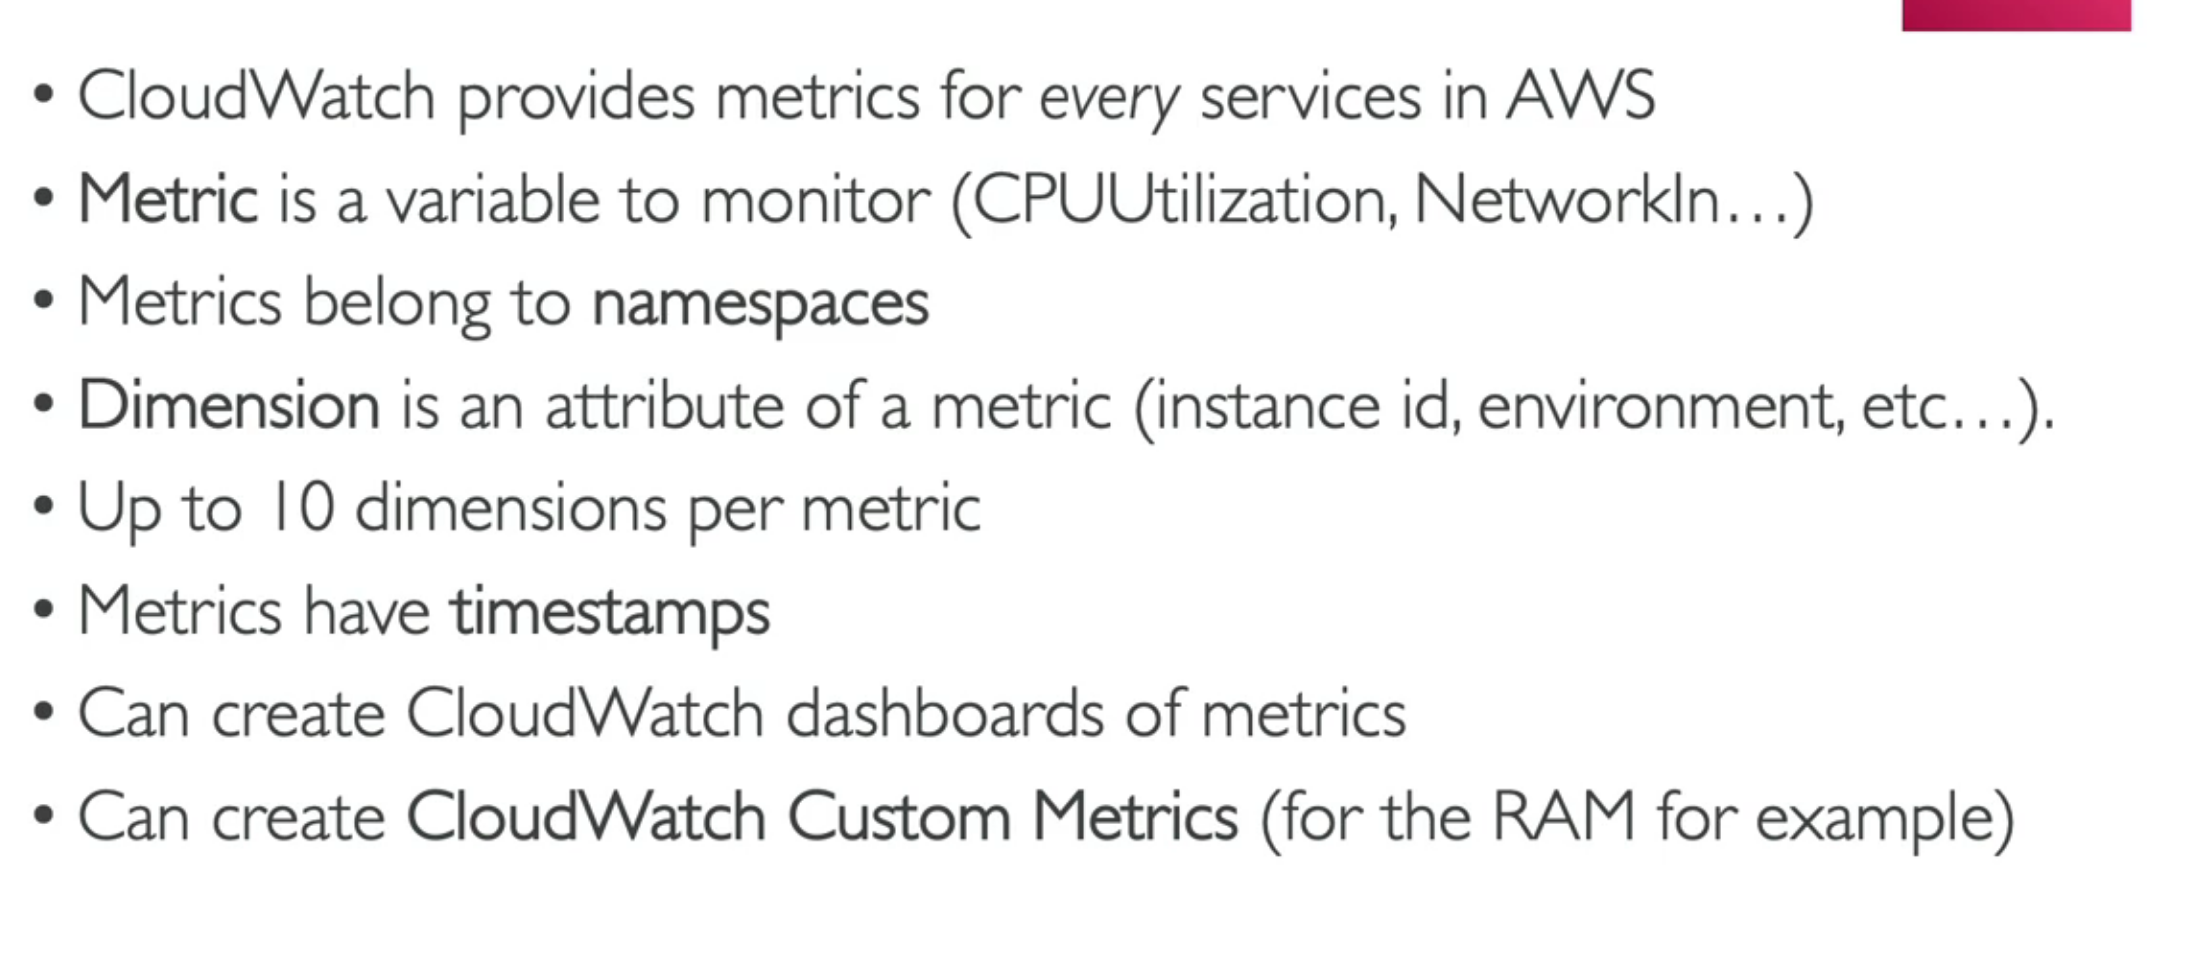 • CloudWatch provides metrics for every services in AWS
• Metric is a variable to monitor (CPUUtilization, NetworkIn…)
• Metrics belong to namespaces
• Dimension is an attribute of a metric (instance id, environment, etc…).
• Up to 10 dimensions per metric
• Metrics have timestamps
• Can create CloudWatch dashboards of metrics
• Can create CloudWatch Custom Metrics (for the RAM for example)